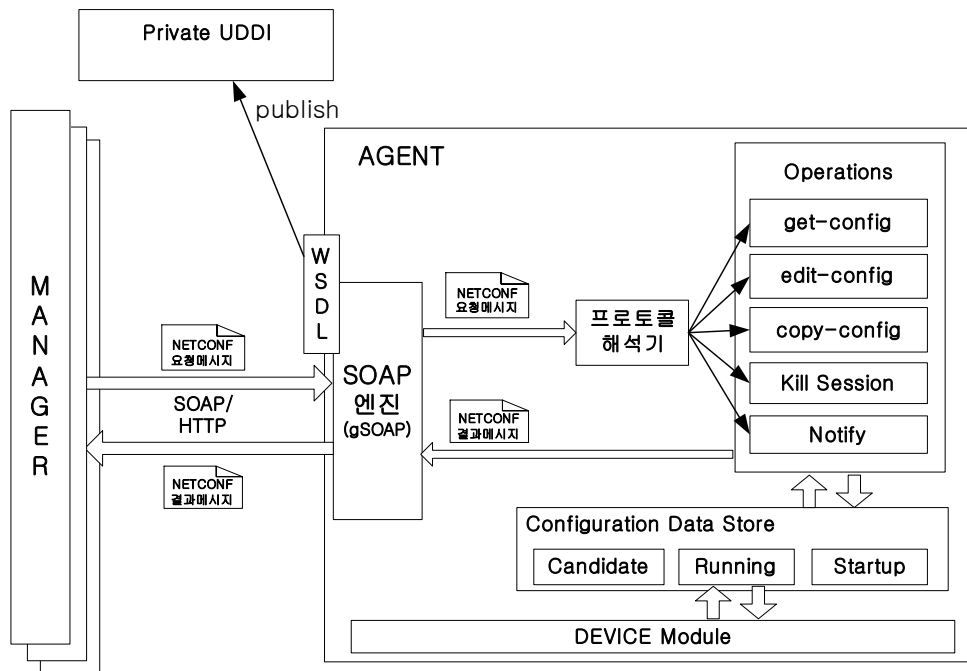 Private UDDI
publish
AGENT
Operations
get-config
edit-config
copy-config
Kill Session
Notify
WSDL
MANAGER
NETCONF
요청메시지
SOAP/
HTTP
NETCONF
결과메시지
SOAP
엔진
(gSOAP)
NETCONF
요청메시지
프로토콜
해석기
NETCONF
결과메시지
Configuration Data Store
Candidate
Running
Startup
DEVICE Module